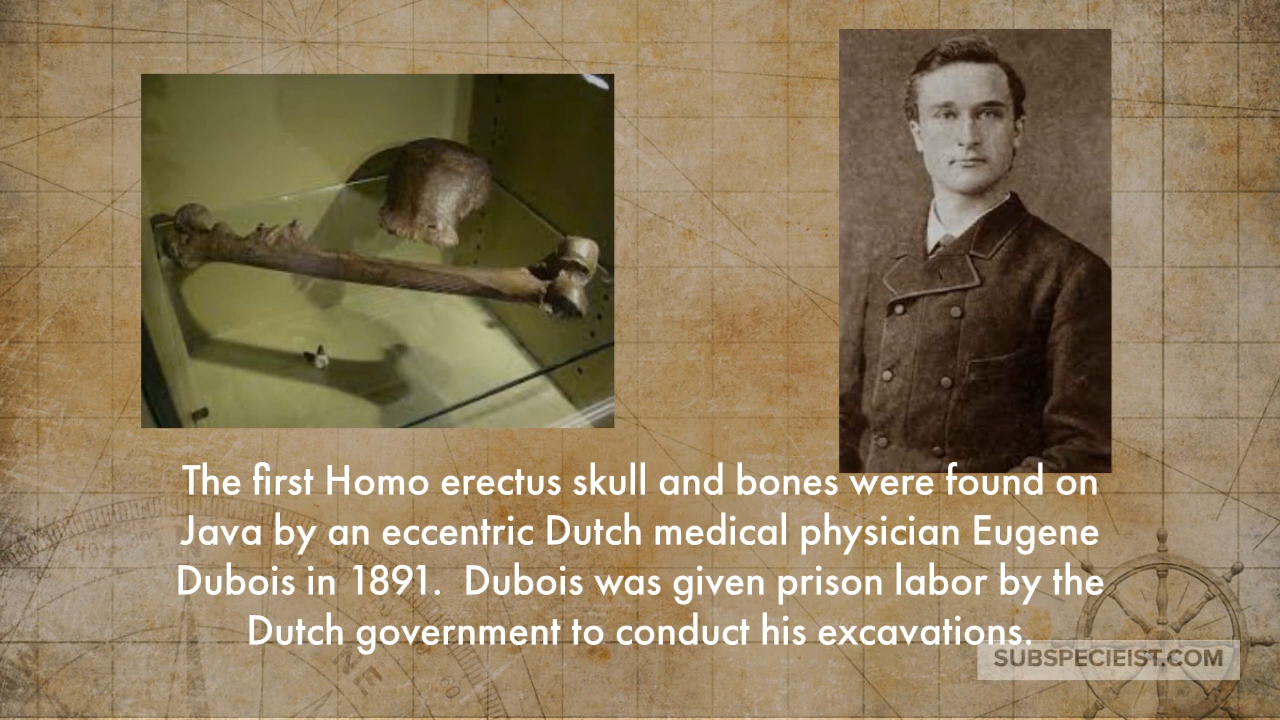 The first Homo erectus skull and bones were found on
Java by an eccentric Dutch medical physician Eugene
Dubois in 1891.  Dubois was given prison labor by the
Dutch government to conduct his excavations.
SUBSPECIEIST.COM